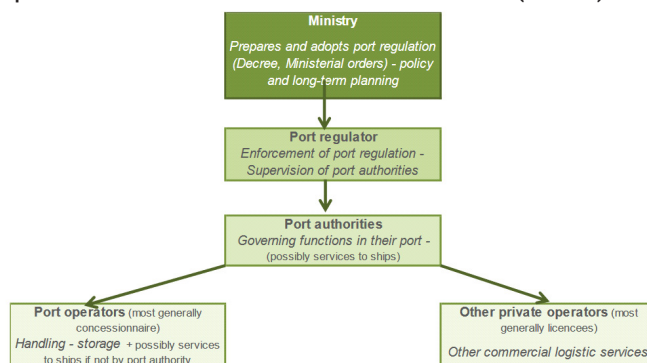 Ministry
Prepares and adopts port regulation
(Decree, Ministerial orders) - policy
and long-term planning
Port regulator
Enforcement of port regulation -
Supervision of port authorities
Port authorities
Governing functions in their port -
(possibly services to ships)
Port operators (most generally
concessionnaire)
Handling - storage + possibly services
to ships if not by port authority
Other private operators (most
generally licencees)
Other commercial logistic services